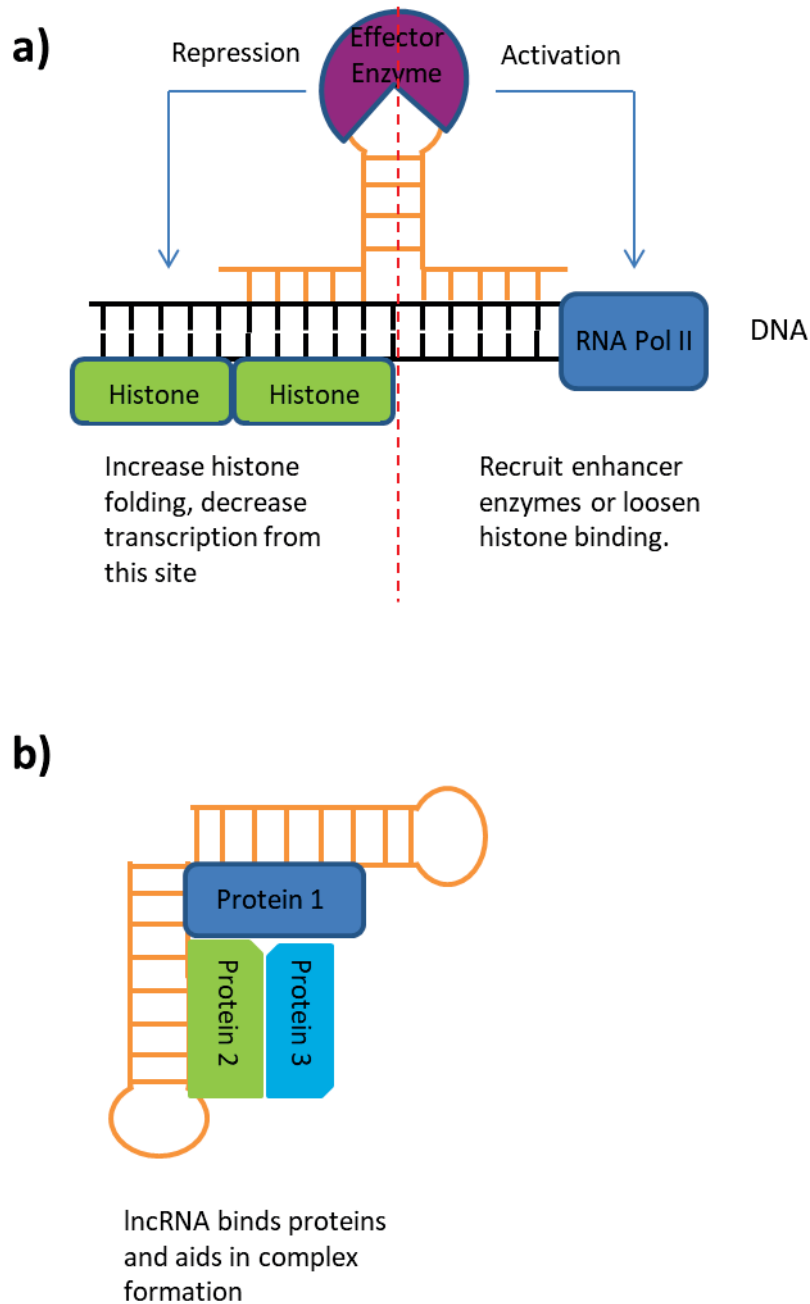 a)
Repression
Effector
Enzyme
Activation
RNA Pol II
DNA
Histone
Histone
Increase histone
folding, decrease
transcription from
this site
Recruit enhancer
enzymes or loosen
histone binding.
b)
Protein 1
Protein 2
Protein 3
lncRNA binds proteins
and aids in complex
formation